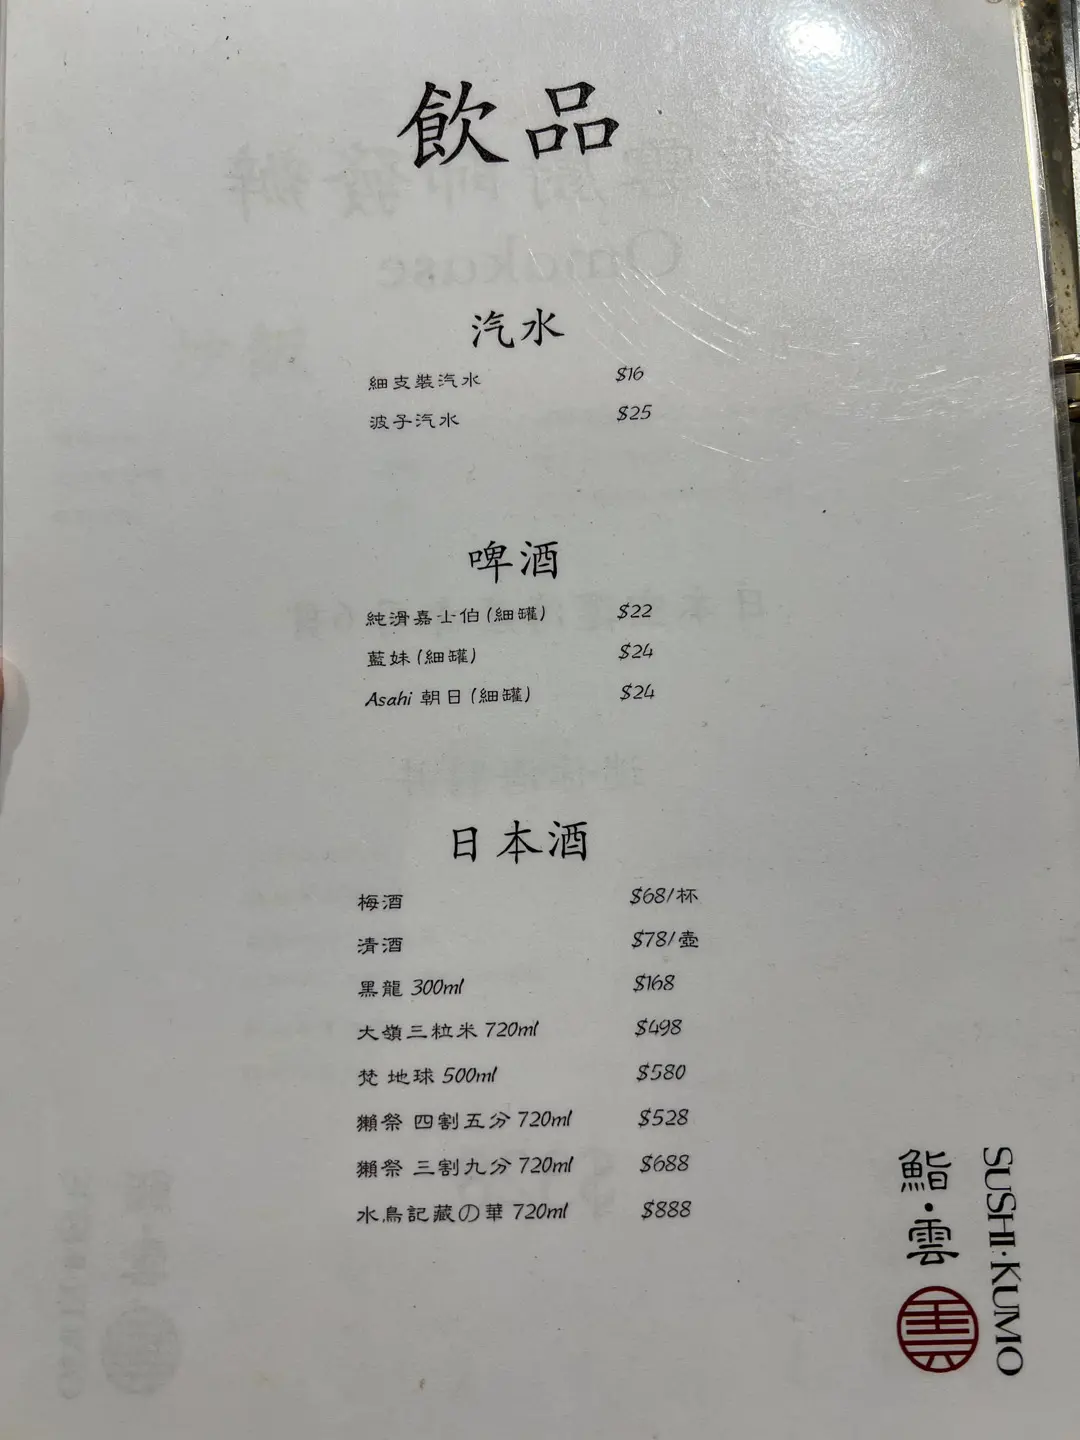 飲品
汽水
細支裝汽水 $16
波子汽水 $25
啤酒
純滑嘉士伯 (細罐) $22
藍妹 (細罐) $24
Asahi 朝日 (細罐) $24
日本酒
梅酒 $68/杯
清酒 $78/壺
黑龍 300ml $168
大嶺三粒米 720ml $498
梵 地球 500ml $580
獺祭 四割五分 720ml $528
獺祭 三割九分 720ml $688
水鳥記蔵の華 720ml $888
鮨·雲
SUSHI·KUMO